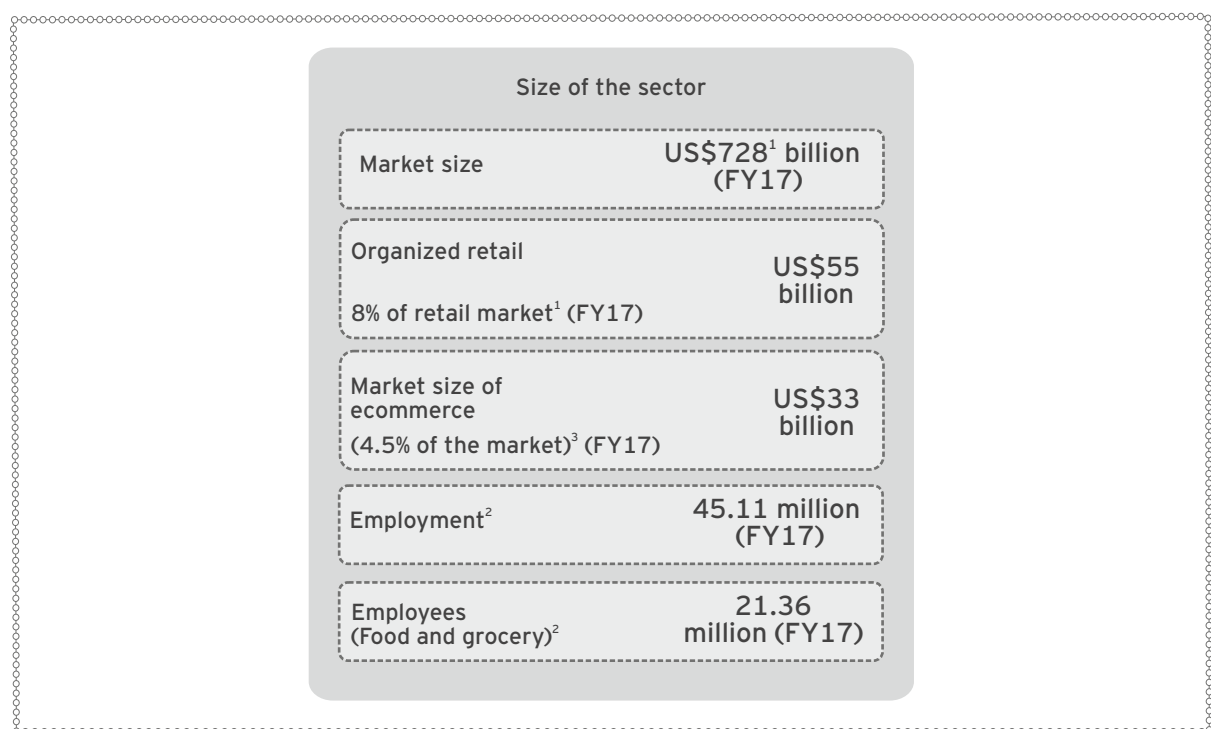 Size of the sector
Market size
US$728¹ billion
(FY17)
Organized retail
8% of retail market¹ (FY17)
US$55
billion
Market size of
ecommerce
(4.5% of the market)³ (FY17)
US$33
billion
Employment²
45.11 million
(FY17)
Employees
(Food and grocery)²
21.36
million (FY17)